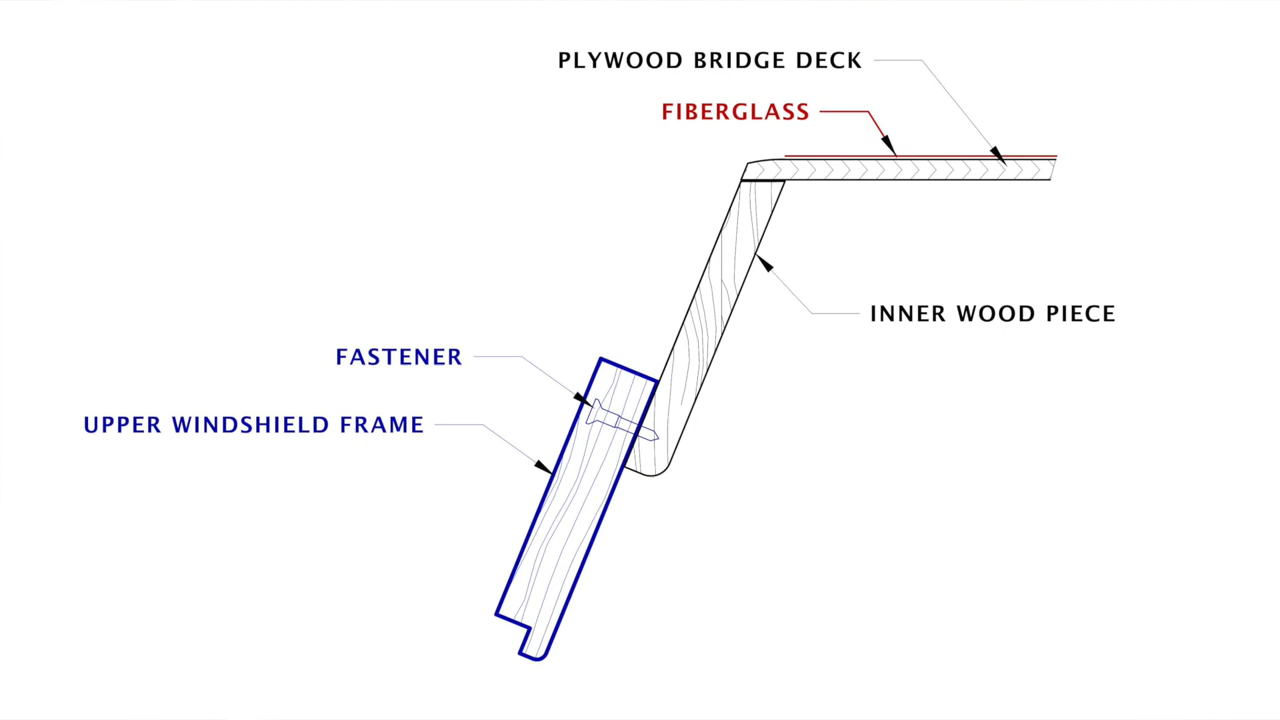 PLYWOOD BRIDGE DECK
FIBERGLASS
INNER WOOD PIECE
FASTENER
UPPER WINDSHIELD FRAME